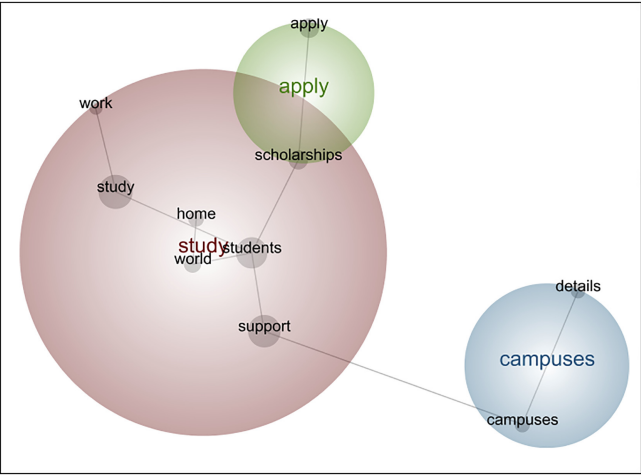 apply
apply
work
scholarships
study
home
study
students
world
details
support
campuses
campuses